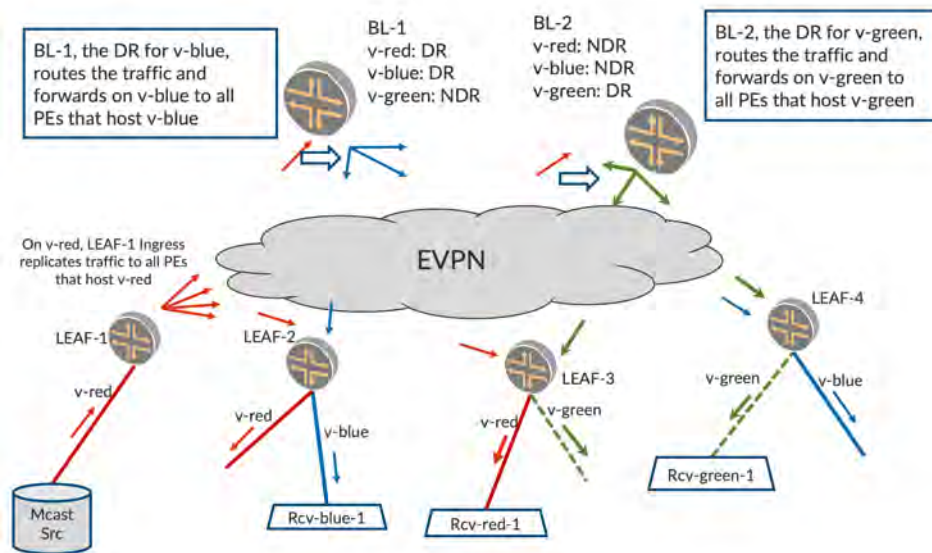 BL-1, the DR for v-blue,
routes the traffic and
forwards on v-blue to all
PEs that host v-blue
BL-1
v-red: DR
v-blue: DR
v-green: NDR
BL-2
v-red: NDR
v-blue: NDR
v-green: DR
BL-2, the DR for v-green,
routes the traffic and
forwards on v-green to
all PEs that host v-green
On v-red, LEAF-1 Ingress
replicates traffic to all PEs
that host v-red
EVPN
LEAF-1
LEAF-2
LEAF-3
LEAF-4
v-red
v-red
v-blue
v-red
v-green
v-green
v-blue
Mcast
Src
Rcv-blue-1
Rcv-red-1
Rcv-green-1